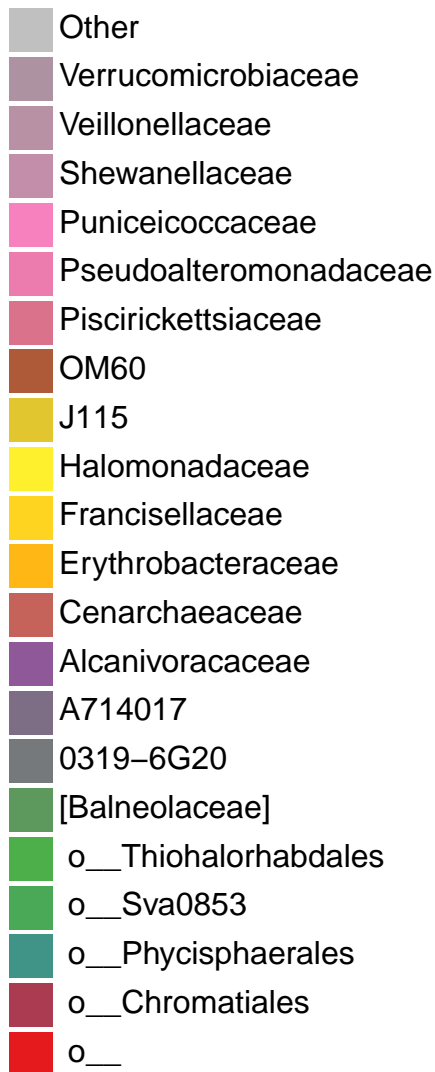 Other
Verrucomicrobiaceae
Veillonellaceae
Shewanellaceae
Puniceicoccaceae
Pseudoalteromonadaceae
Piscirickettsiaceae
OM60
J115
Halomonadaceae
Francisellaceae
Erythrobacteraceae
Cenarchaeaceae
Alcanivoracaceae
A714017
0319−6G20
[Balneolaceae]
o__Thiohalorhabdales
o__Sva0853
o__Phycisphaerales
o__Chromatiales
o__